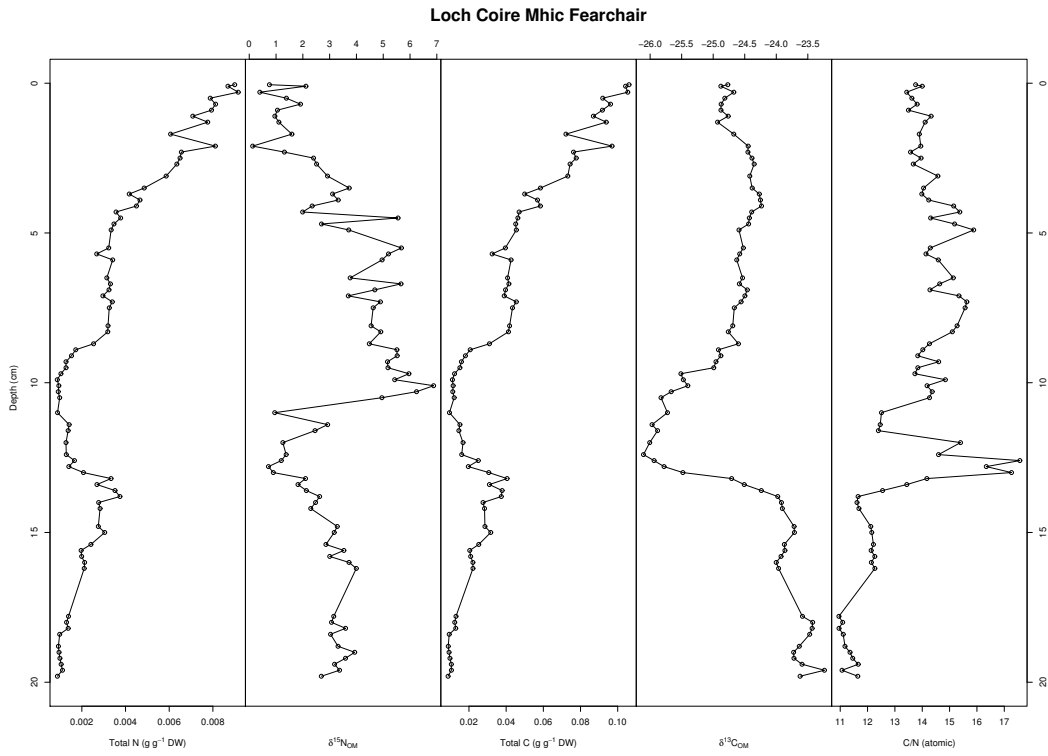 Loch Coire Mhic Fearchair
0 1 2 3 4 5 6 7
−26.0 −25.5 −24.8 −24.4 −24.0 −23.5
0
5
10
15
20
Depth (cm)
0
5
10
15
20
0.002 0.004 0.006 0.008
0.02 0.04 0.06 0.08 0.10
11 12 13 14 15 16 17
Total N (g g⁻¹ DW)
δ¹⁵N_OM
Total C (g g⁻¹ DW)
δ¹³C_OM
C/N (atomic)